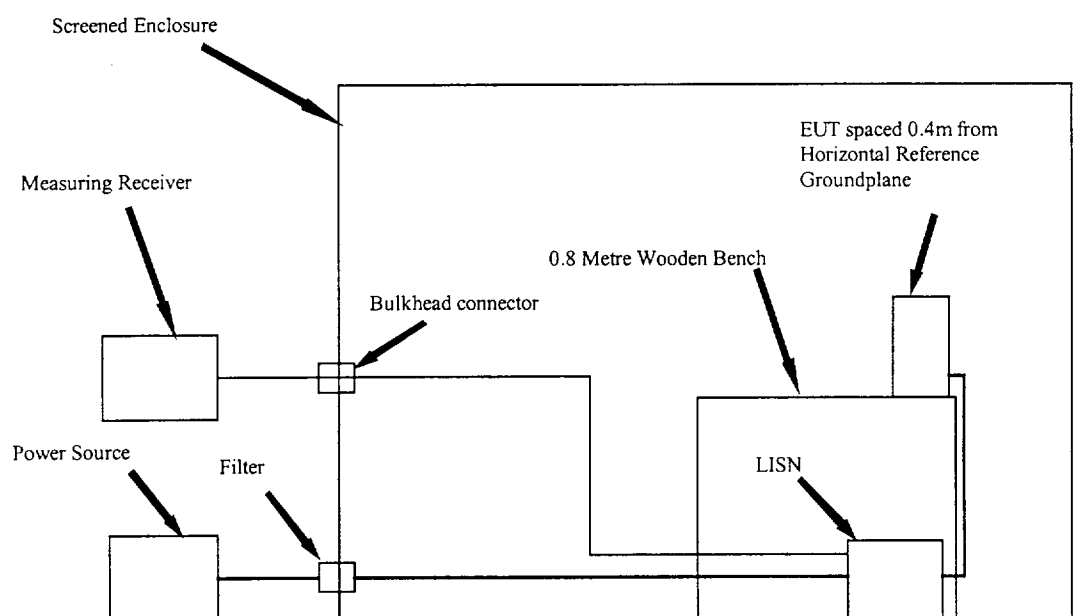 Screened Enclosure
EUT spaced 0.4m from
Horizontal Reference
Groundplane
Measuring Receiver
0.8 Metre Wooden Bench
Bulkhead connector
Power Source
Filter
LISN